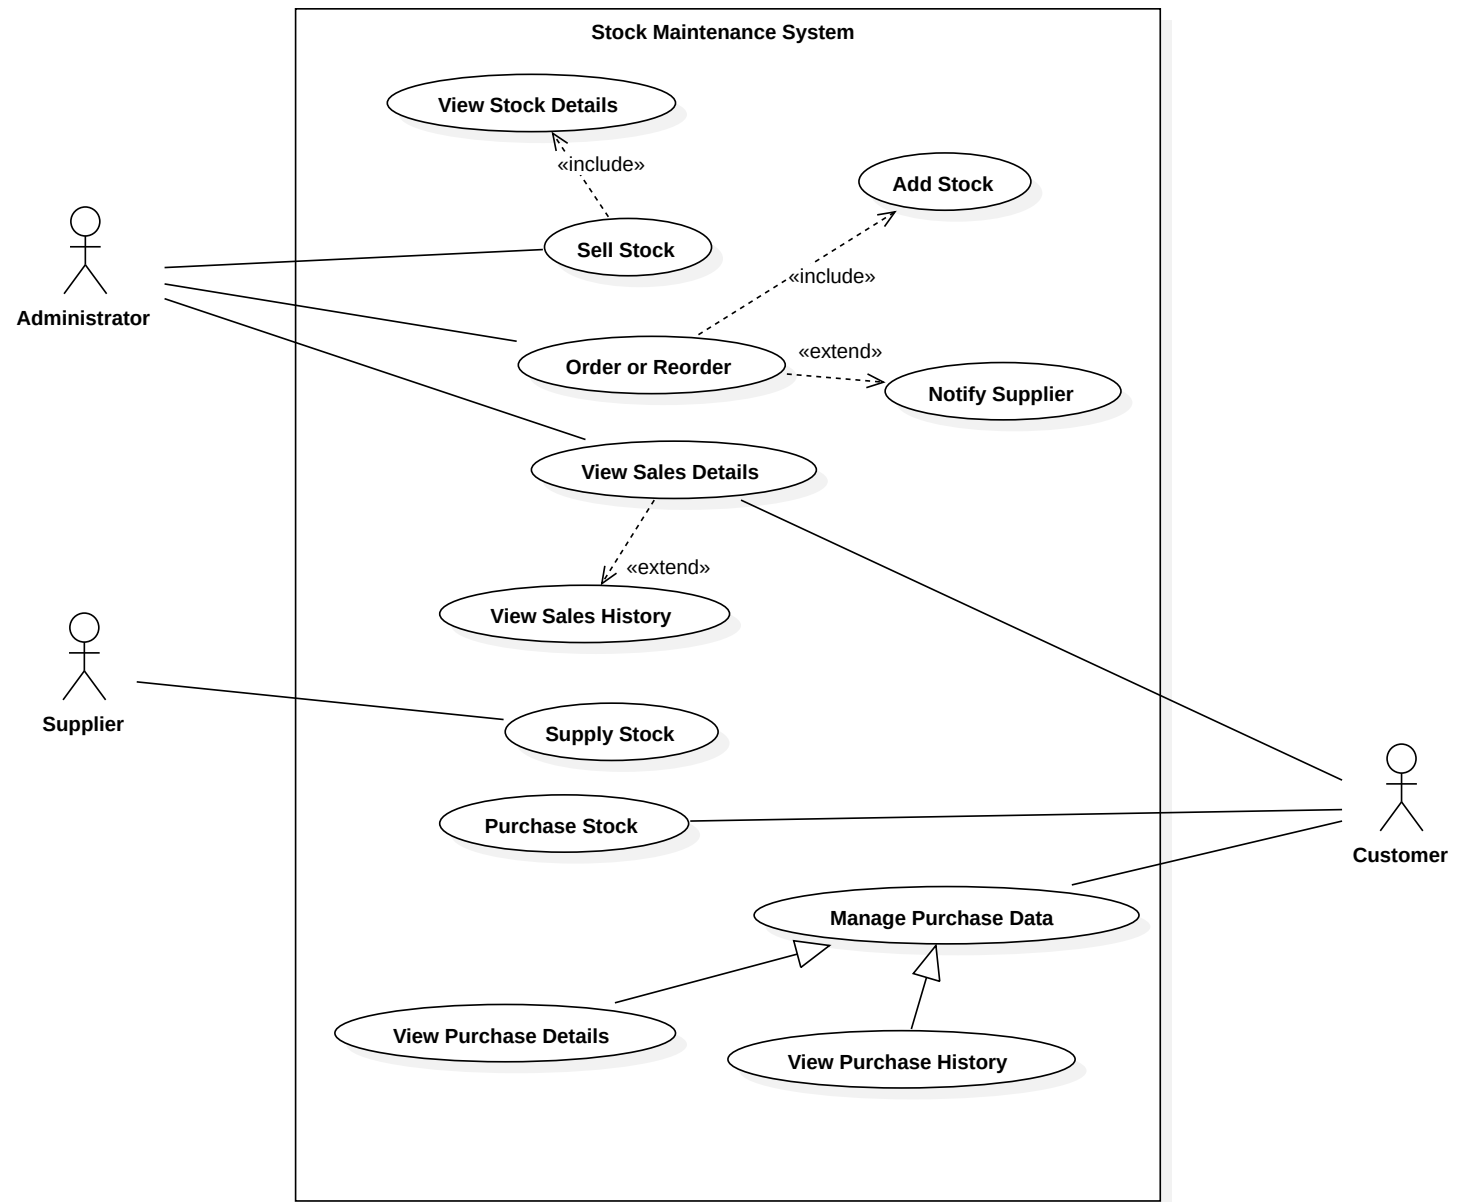 Stock Maintenance System
View Stock Details
«include»
Add Stock
Sell Stock
«include»
Administrator
«extend»
Order or Reorder
Notify Supplier
View Sales Details
«extend»
View Sales History
Supplier
Supply Stock
Purchase Stock
Customer
Manage Purchase Data
View Purchase Details
View Purchase History